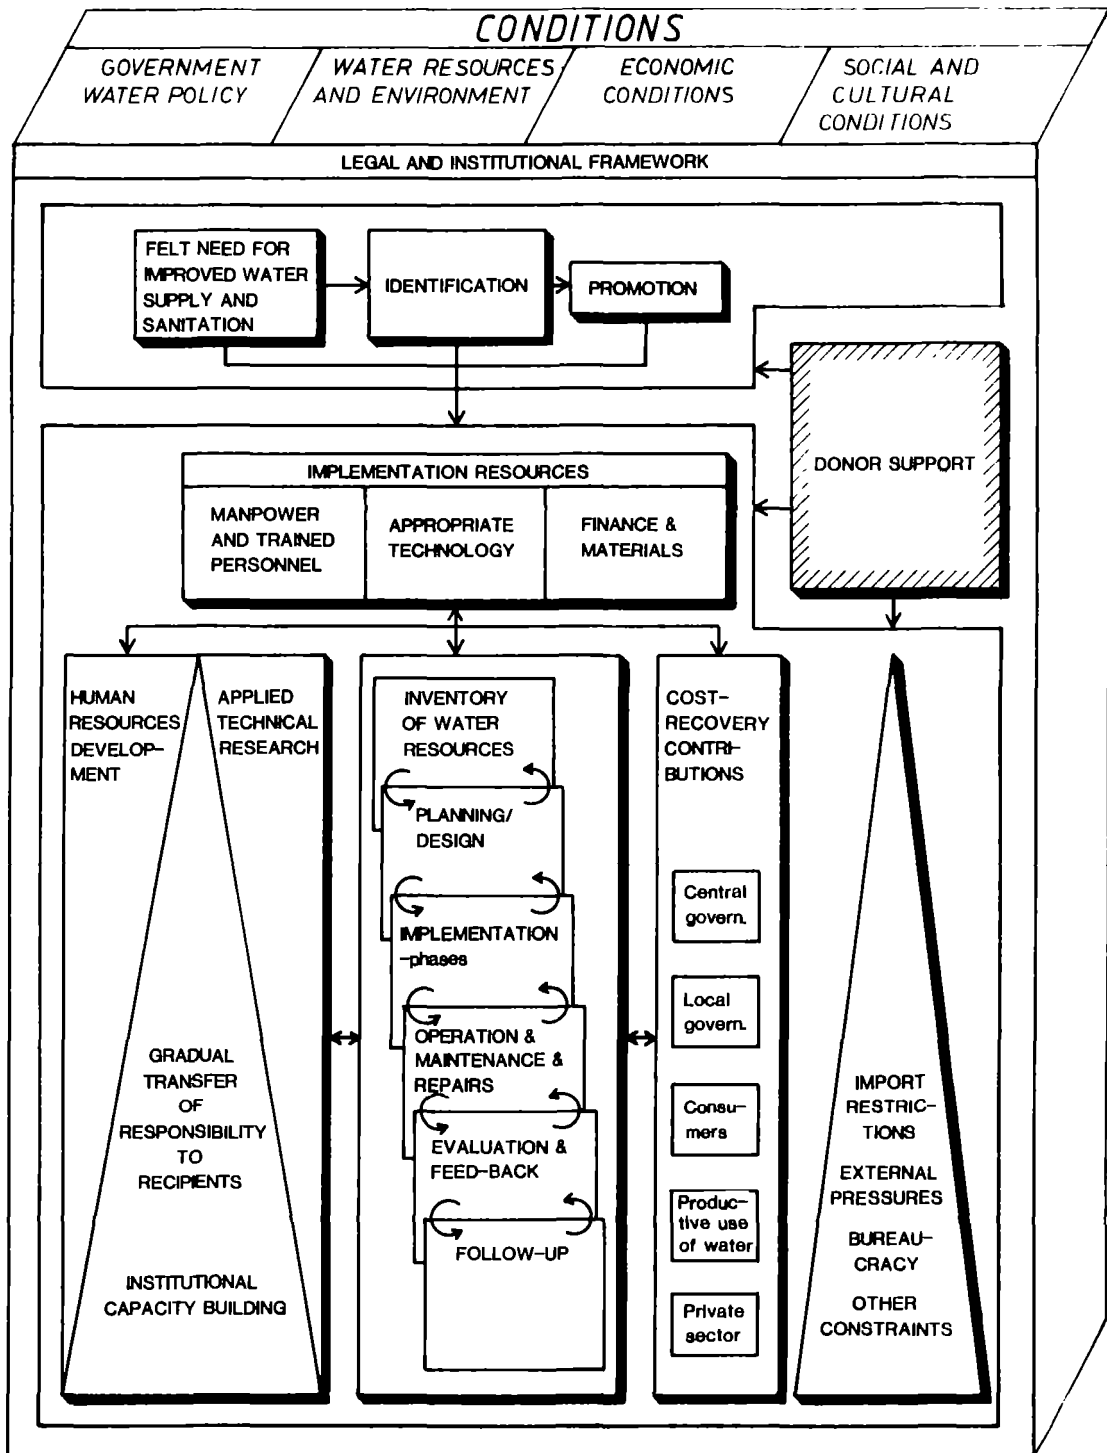 CONDITIONS
GOVERNMENT
WATER POLICY
WATER RESOURCES
AND ENVIRONMENT
ECONOMIC
CONDITIONS
SOCIAL AND
CULTURAL
CONDITIONS
LEGAL AND INSTITUTIONAL FRAMEWORK
FELT NEED FOR
IMPROVED WATER
SUPPLY AND
SANITATION
IDENTIFICATION
PROMOTION
DONOR SUPPORT
IMPLEMENTATION RESOURCES
MANPOWER
AND TRAINED
PERSONNEL
APPROPRIATE
TECHNOLOGY
FINANCE &
MATERIALS
HUMAN
RESOURCES
DEVELOP-
MENT
APPLIED
TECHNICAL
RESEARCH
GRADUAL
TRANSFER
OF
RESPONSIBILITY
TO
RECIPIENTS
INSTITUTIONAL
CAPACITY BUILDING
INVENTORY
OF WATER
RESOURCES
PLANNING/
DESIGN
IMPLEMENTATION
-phases
OPERATION &
MAINTENANCE &
REPAIRS
EVALUATION &
FEED-BACK
FOLLOW-UP
COST-
RECOVERY
CONTRI-
BUTIONS
Central
govern.
Local
govern.
Consu-
mers
Produc-
tive use
of water
Private
sector
IMPORT
RESTRIC-
TIONS
EXTERNAL
PRESSURES
BUREAU-
CRACY
OTHER
CONSTRAINTS